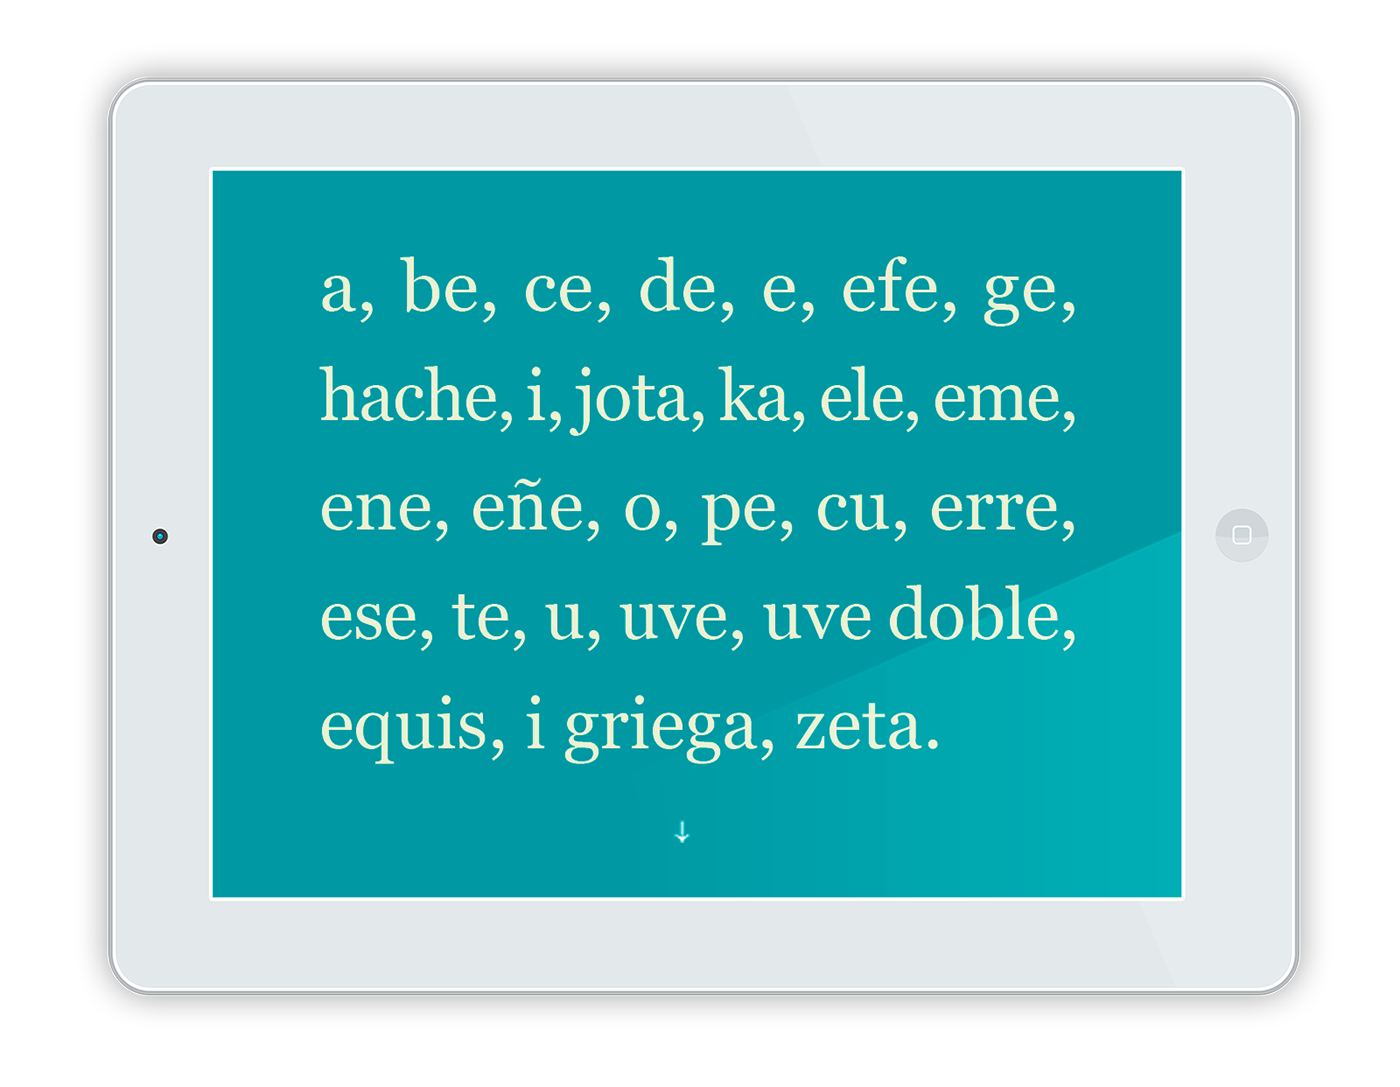 a, be, ce, de, e, efe, ge,
hache, i, jota, ka, ele, eme,
ene, eñe, o, pe, cu, erre,
ese, te, u, uve, uve doble,
equis, i griega, zeta.
↓